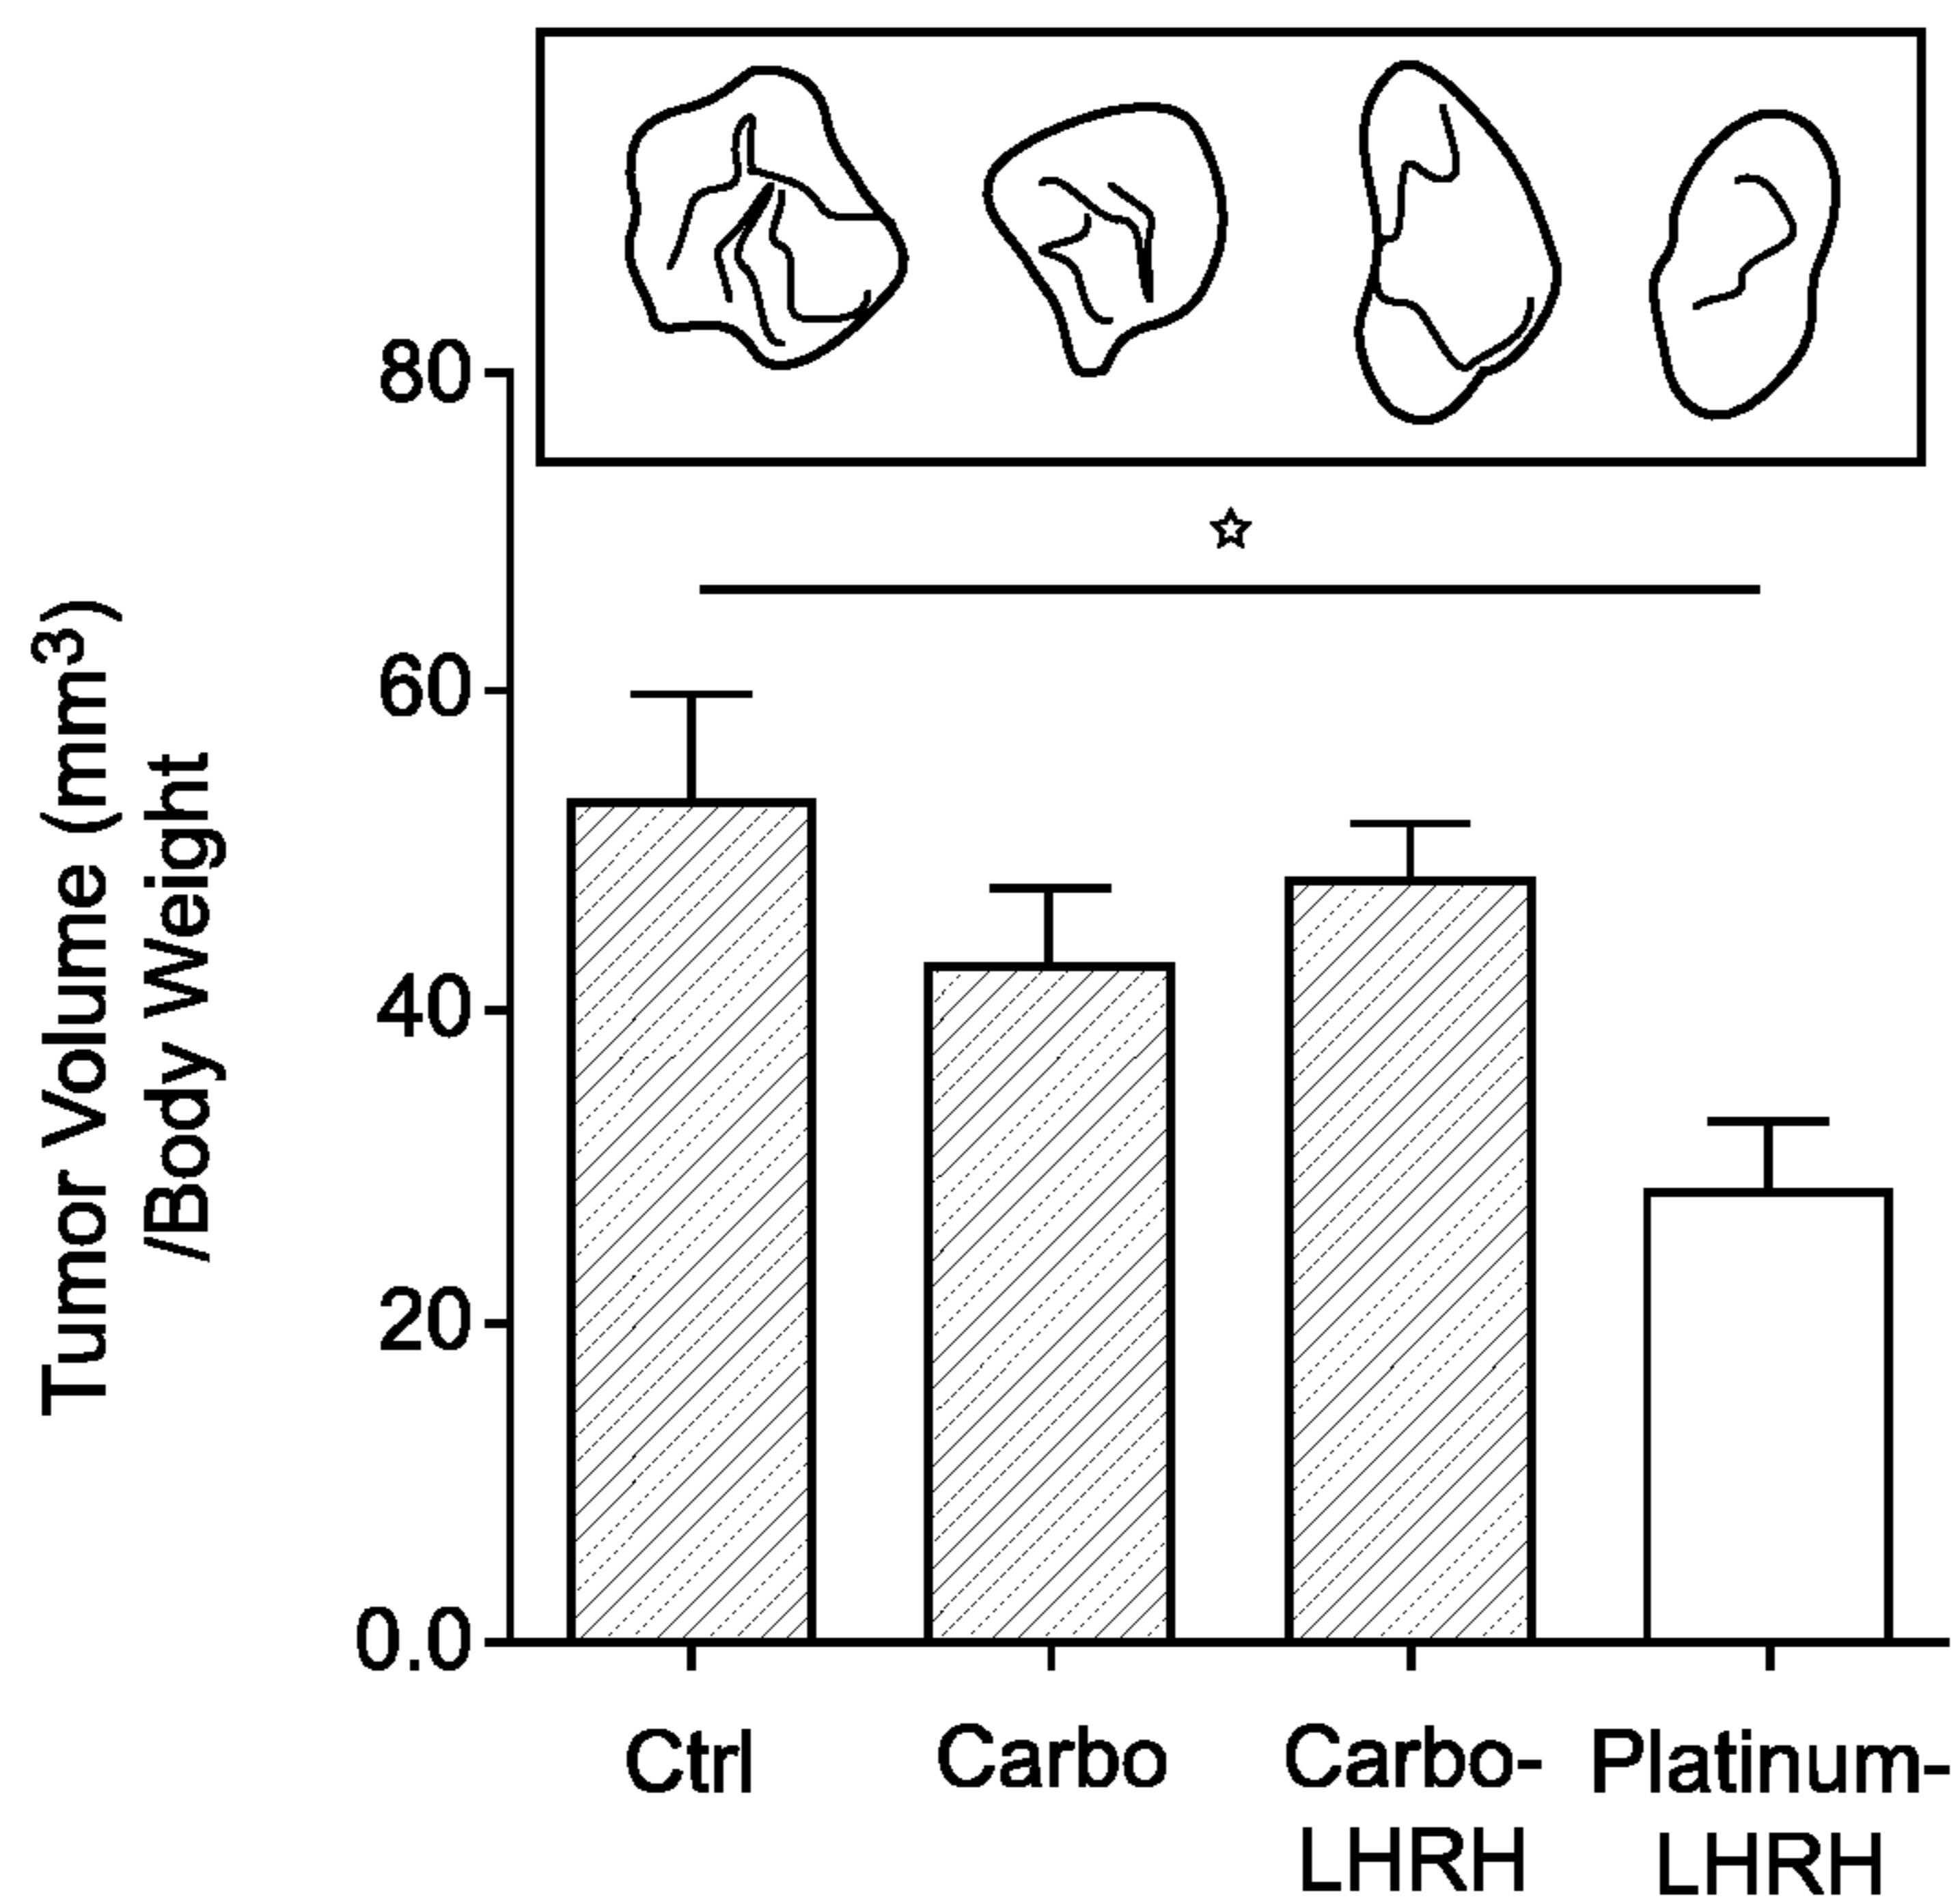 80
60
40
20
0.0
Tumor Volume (mm³)
/Body Weight
Ctrl
Carbo
Carbo-
LHRH
Platinum-
LHRH